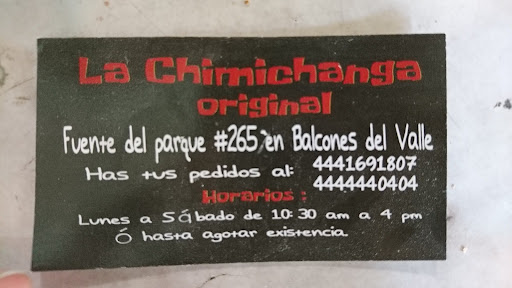 La Chimichanga
original
Fuente del parque #265 en Balcones del Valle
Has tus pedidos al: 4441691807
4444440404
Horarios :
Lunes a Sábado de 10:30 am a 4 pm
Ó hasta agotar existencia.